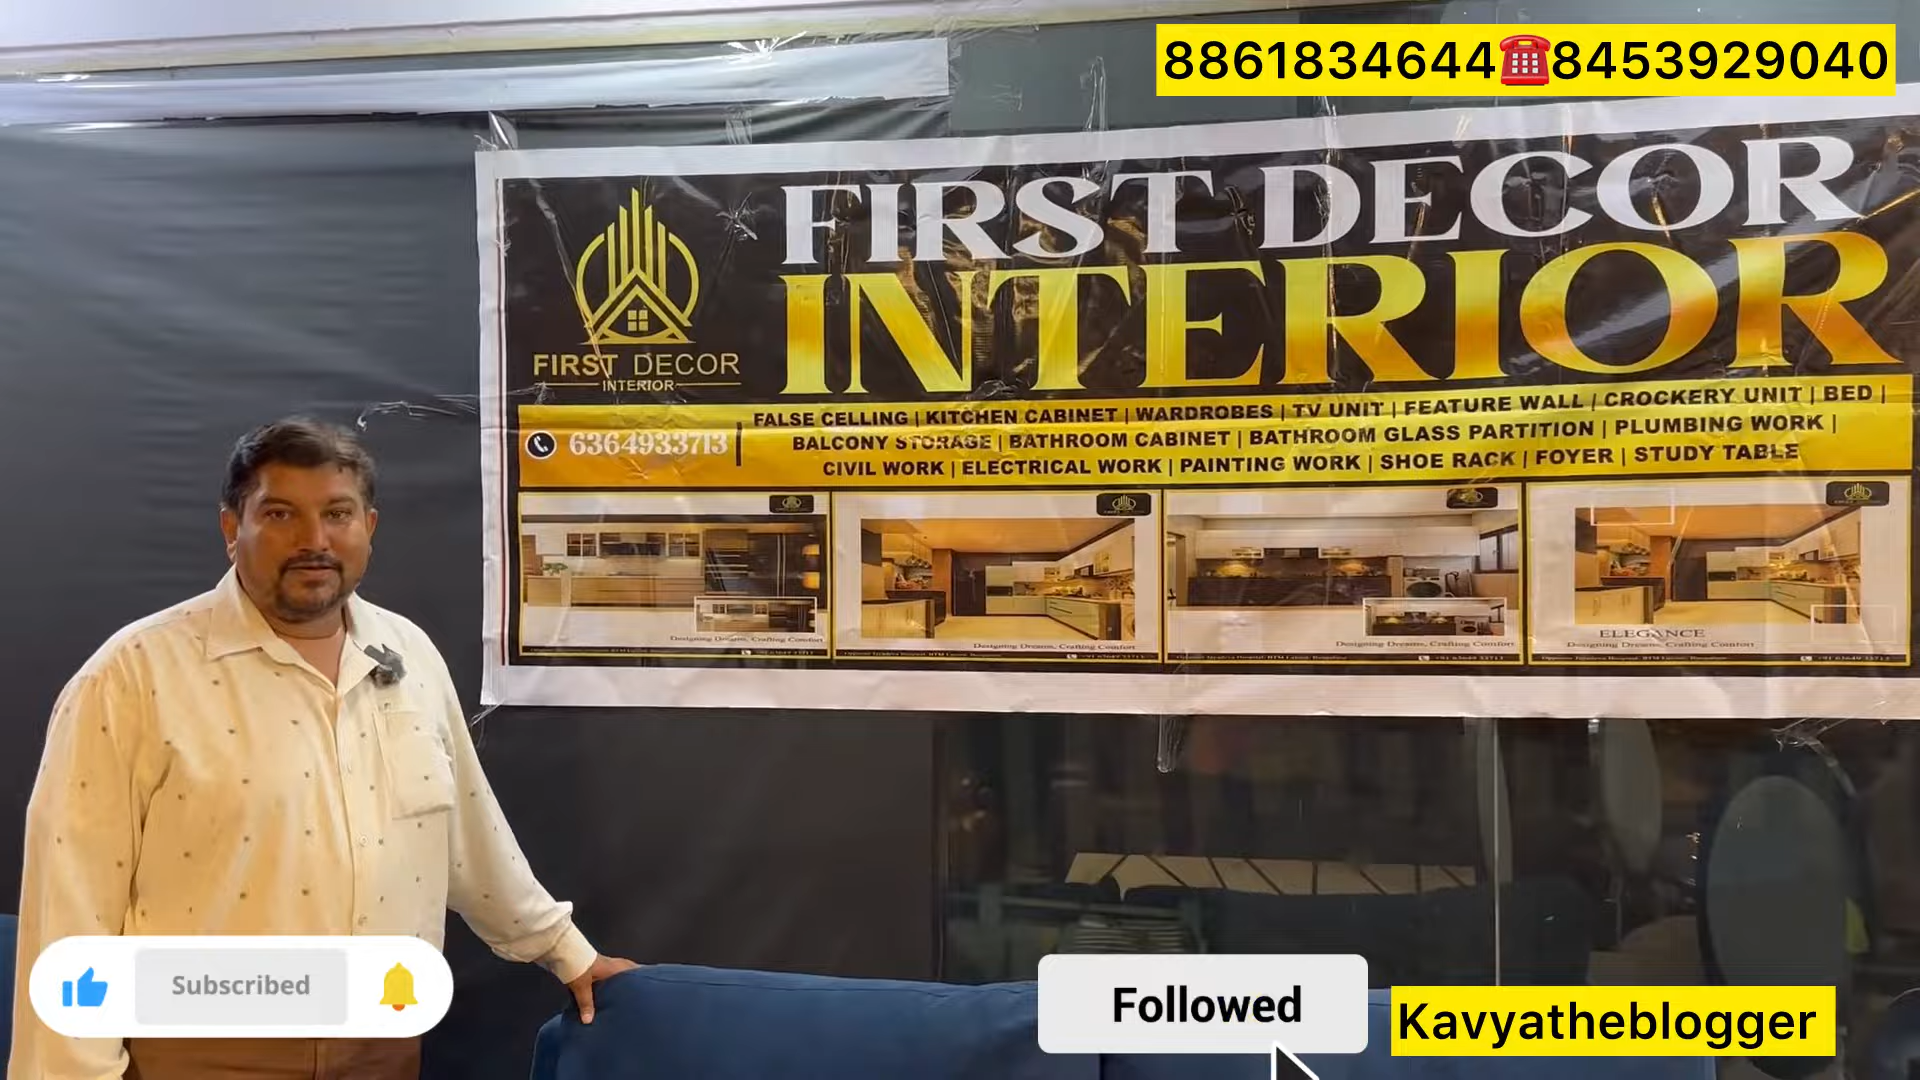 8861834644☎️8453929040
FIRST DECOR
INTERIOR
FIRST DECOR
INTERIOR
6364933713
FALSE CELLING | KITCHEN CABINET | WARDROBES | TV UNIT | FEATURE WALL | CROCKERY UNIT | BED |
BALCONY STORAGE | BATHROOM CABINET | BATHROOM GLASS PARTITION | PLUMBING WORK |
CIVIL WORK | ELECTRICAL WORK | PAINTING WORK | SHOE RACK | FOYER | STUDY TABLE
Designing Dreams, Crafting Comfort
Designing Dreams, Crafting Comfort
Designing Dreams, Crafting Comfort
ELEGANCE
Designing Dreams, Crafting Comfort
Subscribed
Followed
Kavyatheblogger